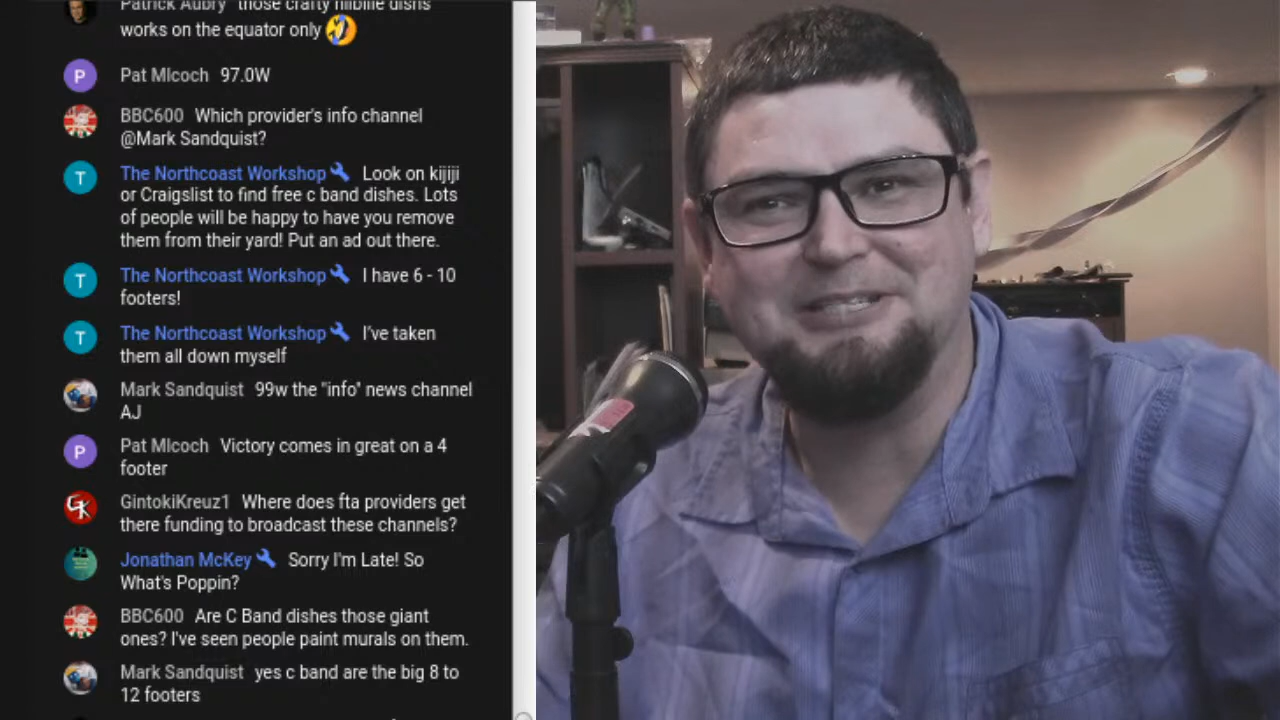 Patrick Aubry those crafty hilbilie dishs
works on the equator only
P
Pat MIcoch 97.0W
BBC600 Which provider's info channel
@Mark Sandquist?
T
The Northcoast Workshop Look on kijiji
or Craigslist to find free c band dishes. Lots
of people will be happy to have you remove
them from their yard! Put an ad out there.
T
The Northcoast Workshop I have 6 - 10
footers!
T
The Northcoast Workshop I've taken
them all down myself
Mark Sandquist 99w the "info" news channel
AJ
P
Pat MIcoch Victory comes in great on a 4
footer
GK
GintokiKreuz1 Where does fta providers get
there funding to broadcast these channels?
Jonathan McKey Sorry I'm Late! So
What's Poppin?
BBC600 Are C Band dishes those giant
ones? I've seen people paint murals on them.
Mark Sandquist yes c band are the big 8 to
12 footers